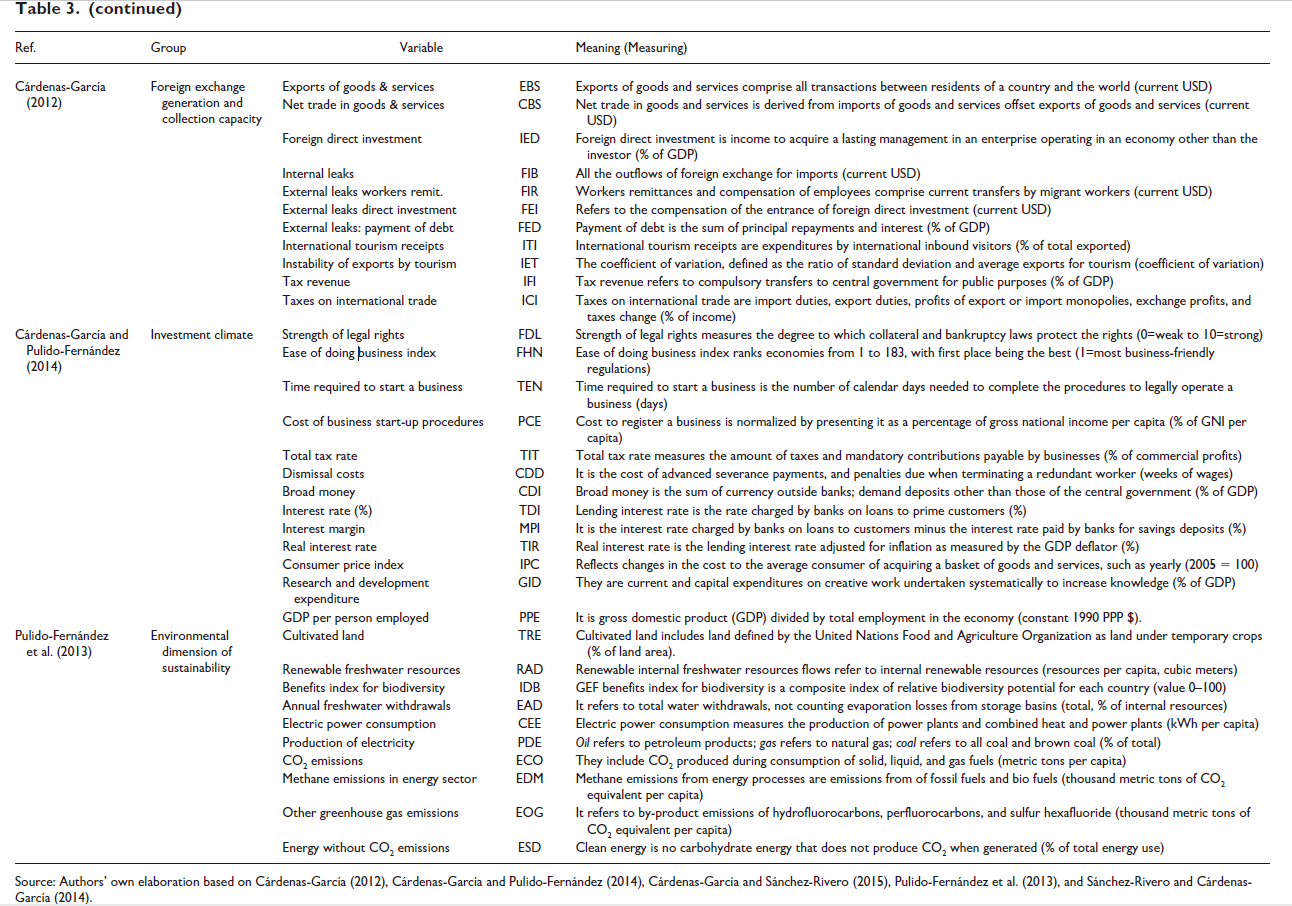 Table 3. (continued)
Ref. Group Variable Meaning (Measuring)
Cárdenas-García Foreign exchange Exports of goods & services EBS Exports of goods and services comprise all transactions between residents of a country and the world (current USD)
(2012) generation and Net trade in goods & services CBS Net trade in goods and services is derived from imports of goods and services offset exports of goods and services (current
collection capacity USD)
Foreign direct investment IED Foreign direct investment is income to acquire a lasting management in an enterprise operating in an economy other than the
investor (% of GDP)
Internal leaks FIB All the outflows of foreign exchange for imports (current USD)
External leaks workers remit. FIR Workers remittances and compensation of employees comprise current transfers by migrant workers (current USD)
External leaks direct investment FEI Refers to the compensation of the entrance of foreign direct investment (current USD)
External leaks: payment of debt FED Payment of debt is the sum of principal repayments and interest (% of GDP)
International tourism receipts ITI International tourism receipts are expenditures by international inbound visitors (% of total exported)
Instability of exports by tourism IET The coefficient of variation, defined as the ratio of standard deviation and average exports for tourism (coefficient of variation)
Tax revenue IFI Tax revenue refers to compulsory transfers to central government for public purposes (% of GDP)
Taxes on international trade ICI Taxes on international trade are import duties, export duties, profits of export or import monopolies, exchange profits, and
taxes change (% of income)
Cárdenas-García and Investment climate Strength of legal rights FDL Strength of legal rights measures the degree to which collateral and bankruptcy laws protect the rights (0=weak to 10=strong)
Pulido-Fernández Ease of doing business index FHN Ease of doing business index ranks economies from 1 to 183, with first place being the best (1=most business-friendly
(2014) regulations)
Time required to start a business TEN Time required to start a business is the number of calendar days needed to complete the procedures to legally operate a
business (days)
Cost of business start-up procedures PCE Cost to register a business is normalized by presenting it as a percentage of gross national income per capita (% of GNI per
capita)
Total tax rate TIT Total tax rate measures the amount of taxes and mandatory contributions payable by businesses (% of commercial profits)
Dismissal costs CDD It is the cost of advanced severance payments, and penalties due when terminating a redundant worker (weeks of wages)
Broad money CDI Broad money is the sum of currency outside banks; demand deposits other than those of the central government (% of GDP)
Interest rate (%) TDI Lending interest rate is the rate charged by banks on loans to prime customers (%)
Interest margin MPI It is the interest rate charged by banks on loans to customers minus the interest rate paid by banks for savings deposits (%)
Real interest rate TIR Real interest rate is the lending interest rate adjusted for inflation as measured by the GDP deflator (%)
Consumer price index IPC Reflects changes in the cost to the average consumer of acquiring a basket of goods and services, such as yearly (2005 = 100)
Research and development GID They are current and capital expenditures on creative work undertaken systematically to increase knowledge (% of GDP)
expenditure
GDP per person employed PPE It is gross domestic product (GDP) divided by total employment in the economy (constant 1990 PPP $).
Pulido-Fernández Environmental Cultivated land TRE Cultivated land includes land defined by the United Nations Food and Agriculture Organization as land under temporary crops
et al. (2013) dimension of (% of land area).
sustainability Renewable freshwater resources RAD Renewable internal freshwater resources flows refer to internal renewable resources (resources per capita, cubic meters)
Benefits index for biodiversity IDB GEF benefits index for biodiversity is a composite index of relative biodiversity potential for each country (value 0–100)
Annual freshwater withdrawals EAD It refers to total water withdrawals, not counting evaporation losses from storage basins (total, % of internal resources)
Electric power consumption CEE Electric power consumption measures the production of power plants and combined heat and power plants (kWh per capita)
Production of electricity PDE Oil refers to petroleum products; gas refers to natural gas; coal refers to all coal and brown coal (% of total)
CO₂ emissions ECO They include CO₂ produced during consumption of solid, liquid, and gas fuels (metric tons per capita)
Methane emissions in energy sector EDM Methane emissions from energy processes are emissions from of fossil fuels and bio fuels (thousand metric tons of CO₂
equivalent per capita)
Other greenhouse gas emissions EOG It refers to by-product emissions of hydrofluorocarbons, perfluorocarbons, and sulfur hexafluoride (thousand metric tons of
CO₂ equivalent per capita)
Energy without CO₂ emissions ESD Clean energy is no carbohydrate energy that does not produce CO₂ when generated (% of total energy use)
Source: Authors’ own elaboration based on Cárdenas-García (2012), Cárdenas-García and Pulido-Fernández (2014), Cárdenas-García and Sánchez-Rivero (2015), Pulido-Fernández et al. (2013), and Sánchez-Rivero and Cárdenas-
García (2014).